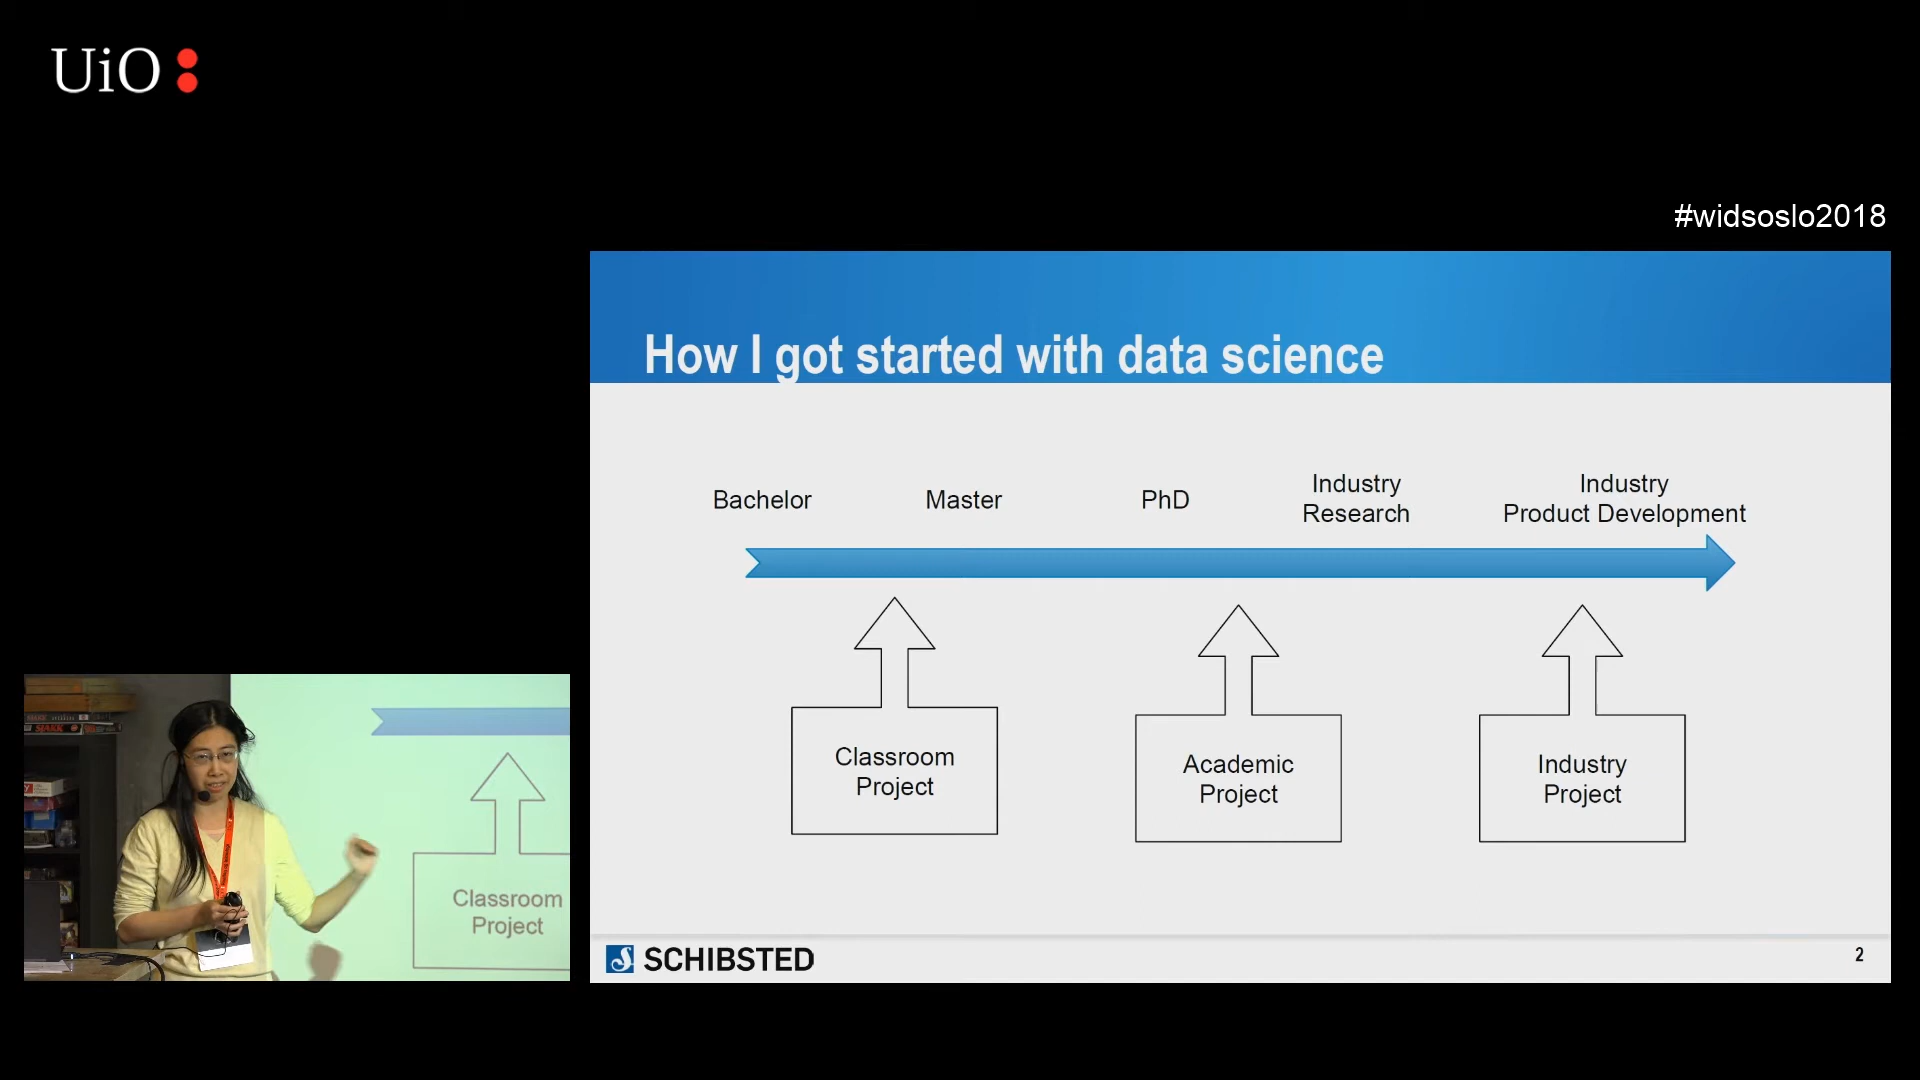 UiO:
#widsoslo2018
How I got started with data science
Bachelor
Master
PhD
Industry
Research
Industry
Product Development
Classroom
Project
Academic
Project
Industry
Project
SCHIBSTED
2
Classroom
Project